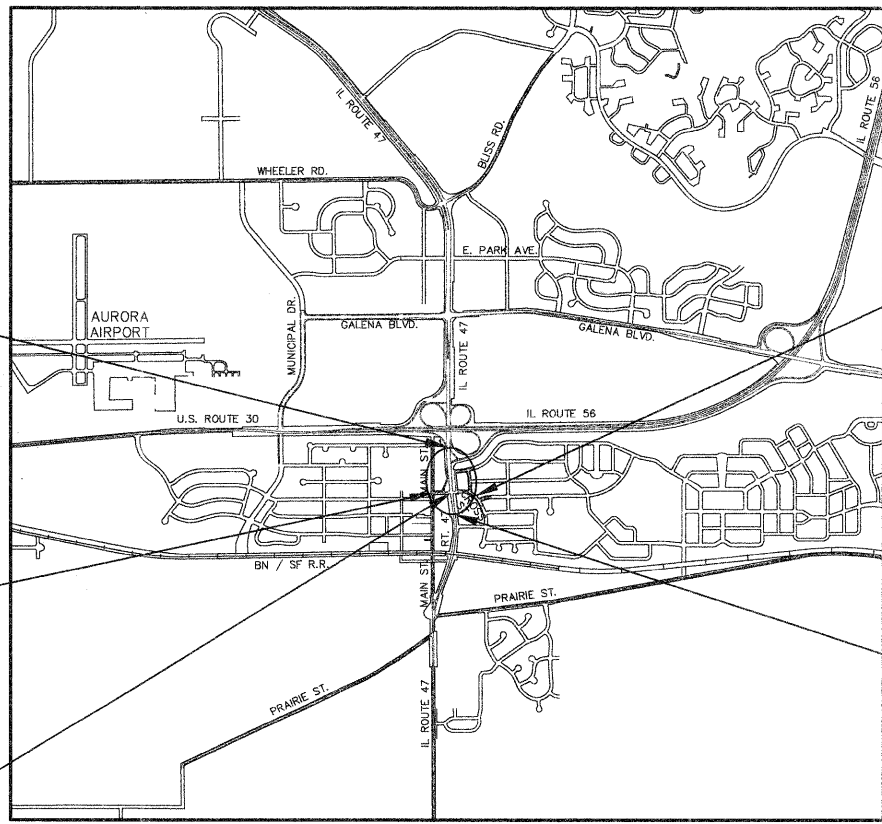 IL ROUTE 47
BLISS RD.
IL ROUTE 56
WHEELER RD.
E. PARK AVE.
AURORA
AIRPORT
MUNICIPAL DR.
GALENA BLVD.
IL ROUTE 47
GALENA BLVD.
U.S. ROUTE 30
IL ROUTE 56
MAIN ST.
RT. 4
BN / SF R.R.
MAIN ST.
PRAIRIE ST.
PRAIRIE ST.
IL ROUTE 47